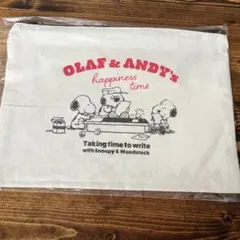 OLAF & ANDY's
happiness
time
Taking time to write
with Snoopy & Woodstock